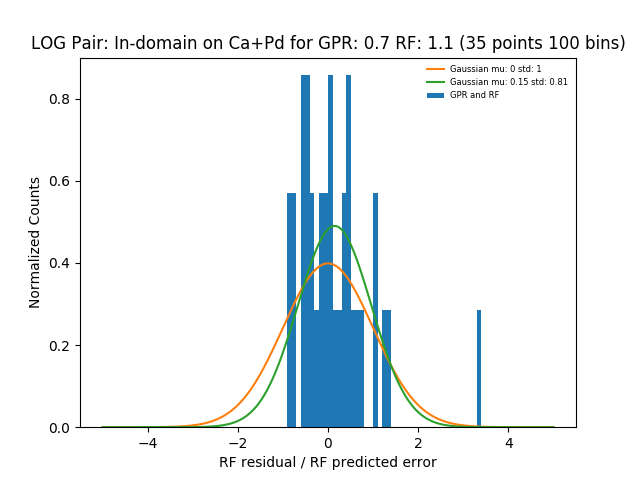 LOG Pair: In-domain on Ca+Pd for GPR: 0.7 RF: 1.1 (35 points 100 bins)
Gaussian mu: 0 std: 1
Gaussian mu: 0.15 std: 0.81
GPR and RF
Normalized Counts
0.8
0.6
0.4
0.2
0.0
−4 −2 0 2 4
RF residual / RF predicted error